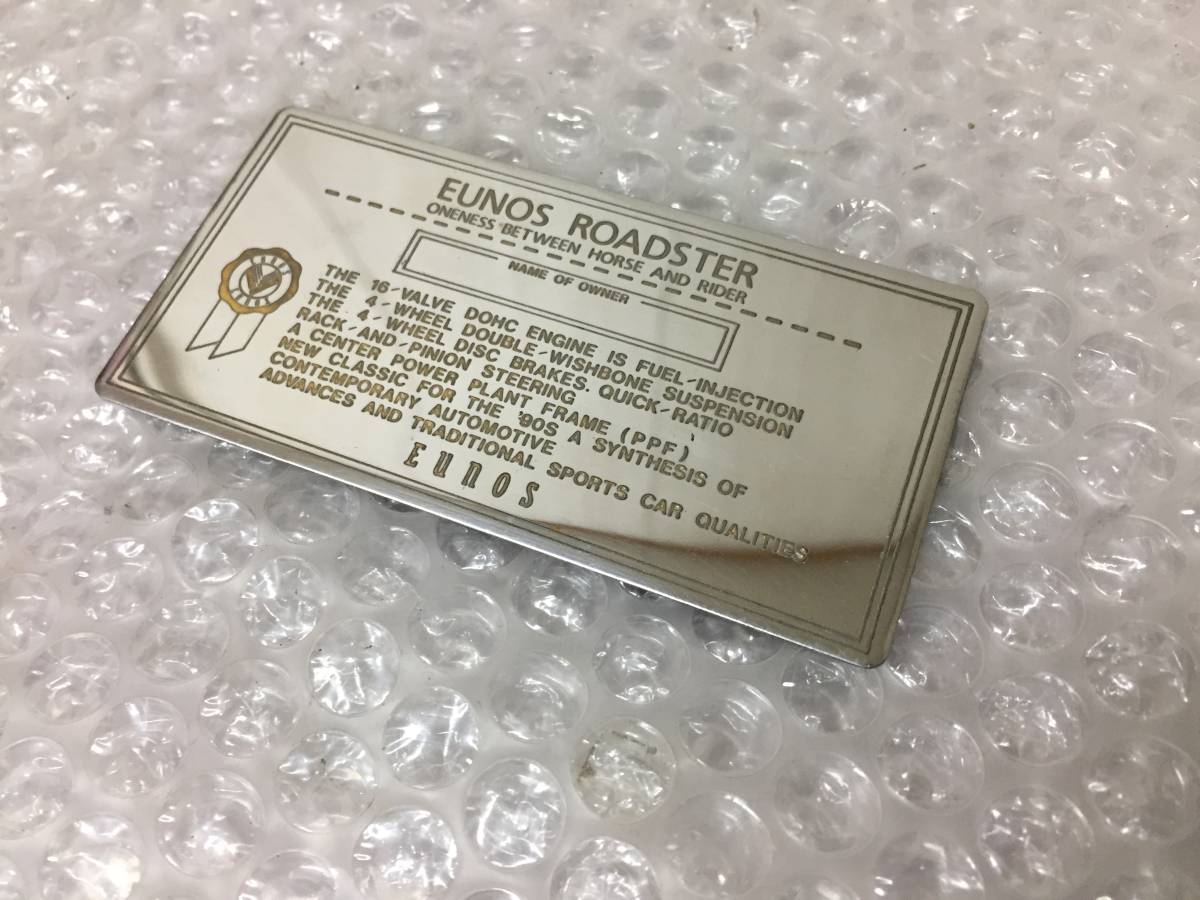 EUNOS ROADSTER
ONENESS BETWEEN HORSE AND RIDER
NAME OF OWNER
THE 16-VALVE DOHC ENGINE IS FUEL-INJECTION
THE 4-WHEEL DOUBLE-WISHBONE SUSPENSION
THE 4-WHEEL DISC BRAKES, QUICK-RATIO
RACK-AND-PINION STEERING
A CENTER POWER PLANT FRAME (PPF)
NEW CLASSIC FOR THE '90S A SYNTHESIS OF
CONTEMPORARY AUTOMOTIVE
ADVANCES AND TRADITIONAL SPORTS CAR QUALITIES
EUNOS